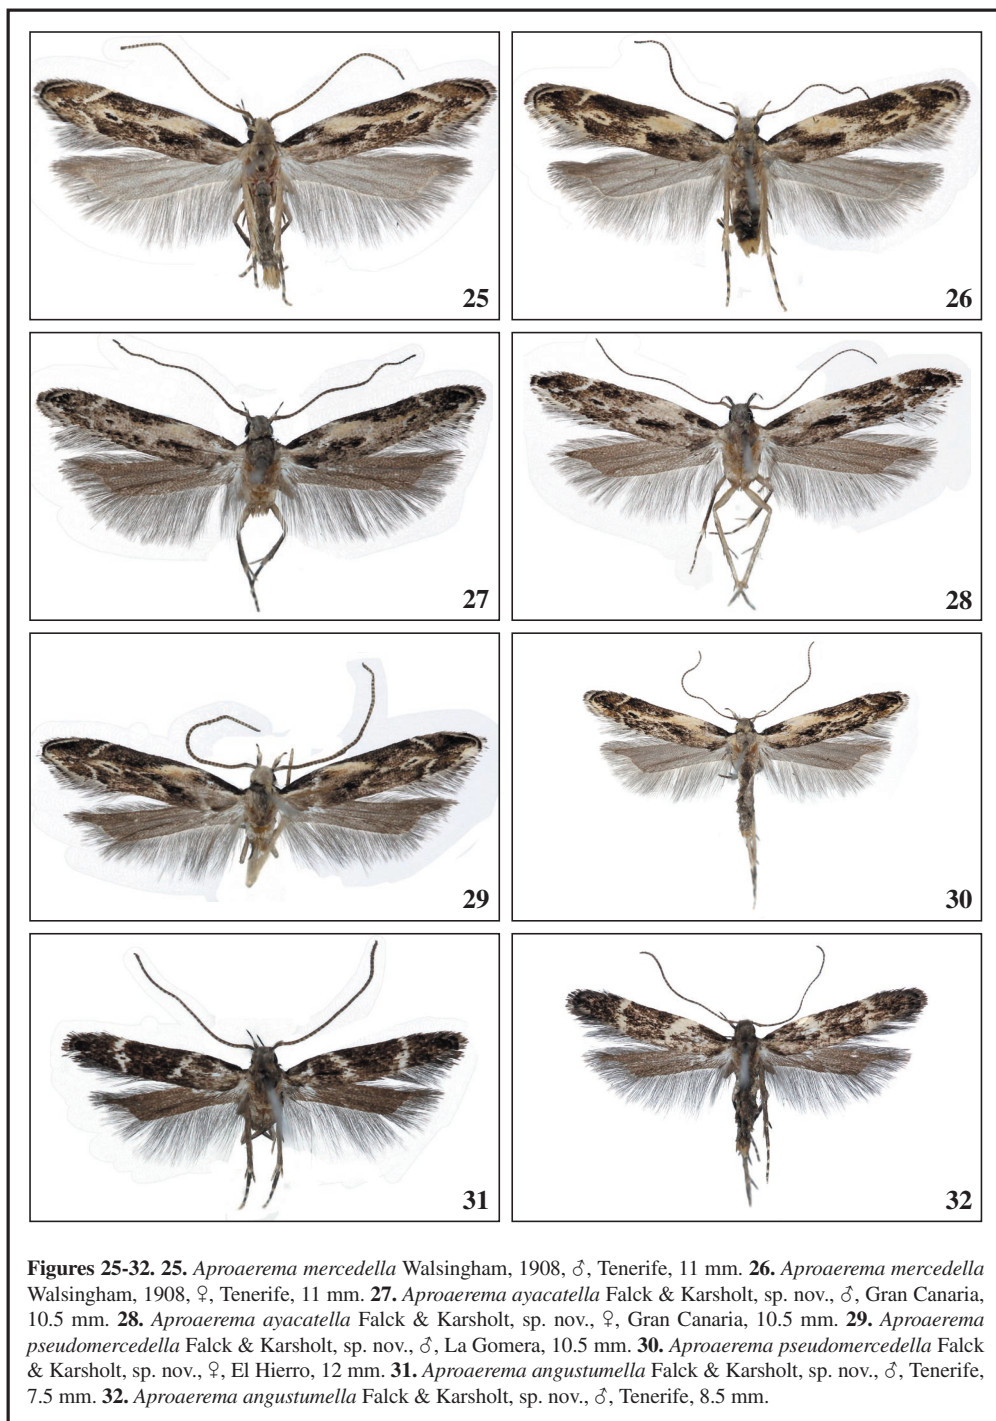 25
26
27
28
29
30
31
32
Figures 25-32. 25. Aproaerema mercedella Walsingham, 1908, ♂, Tenerife, 11 mm. 26. Aproaerema mercedella
Walsingham, 1908, ♀, Tenerife, 11 mm. 27. Aproaerema ayacatella Falck & Karsholt, sp. nov., ♂, Gran Canaria,
10.5 mm. 28. Aproaerema ayacatella Falck & Karsholt, sp. nov., ♀, Gran Canaria, 10.5 mm. 29. Aproaerema
pseudomercedella Falck & Karsholt, sp. nov., ♂, La Gomera, 10.5 mm. 30. Aproaerema pseudomercedella Falck
& Karsholt, sp. nov., ♀, El Hierro, 12 mm. 31. Aproaerema angustumella Falck & Karsholt, sp. nov., ♂, Tenerife,
7.5 mm. 32. Aproaerema angustumella Falck & Karsholt, sp. nov., ♂, Tenerife, 8.5 mm.